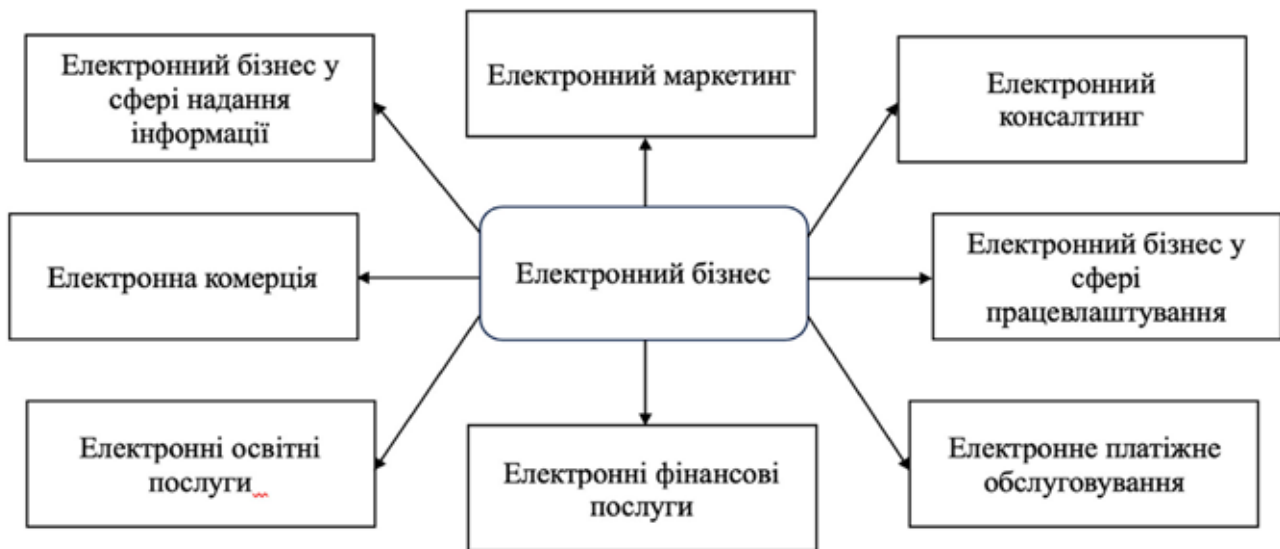 Електронний бізнес у
сфері надання
інформації
Електронний маркетинг
Електронний
консалтинг
Електронна комерція
Електронний бізнес
Електронний бізнес у
сфері
працевлаштування
Електронні освітні
послуги
Електронні фінансові
послуги
Електронне платіжне
обслуговування